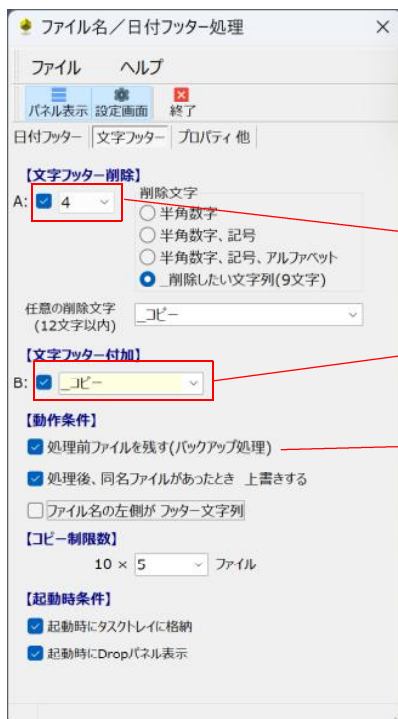 ファイル名／日付フッター処理
ファイル ヘルプ
パネル表示 設定画面 終了
日付フッター 文字フッター プロパティ 他
【文字フッター削除】
A: 4
削除文字
半角数字
半角数字、記号
半角数字、記号、アルファベット
_削除したい文字列(9文字)
任意の削除文字
(12文字以内)
_コピー
【文字フッター付加】
B: _コピー
【動作条件】
処理前ファイルを残す(バックアップ処理)
処理後、同名ファイルがあったとき 上書きする
ファイル名の左側が フッター文字列
【コピー制限数】
10 × 5 ファイル
【起動時条件】
起動時にタスクトレイに格納
起動時にDropパネル表示